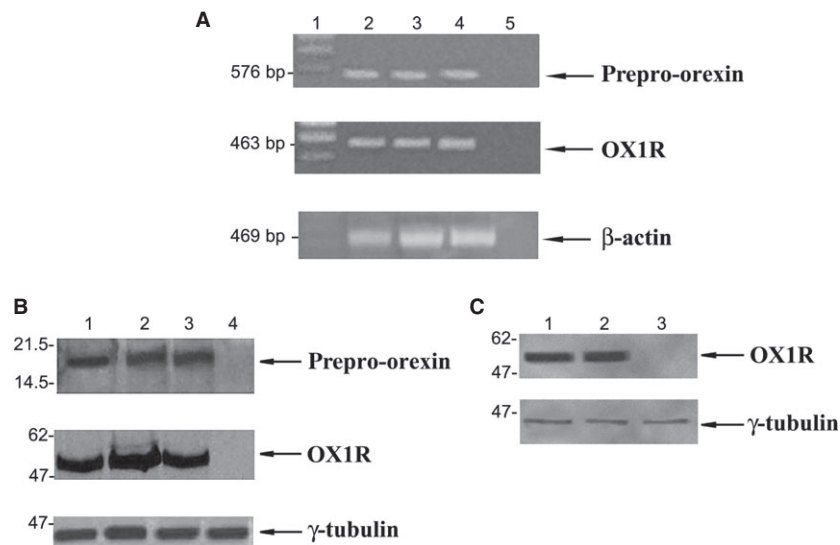 A
1 2 3 4 5
576 bp - Prepro-orexin
463 bp - OX1R
469 bp - β-actin
B
1 2 3 4
21.5-
Prepro-orexin
14.5-
62-
OX1R
47-
47-
γ-tubulin
C
1 2 3
62-
OX1R
47-
47-
γ-tubulin